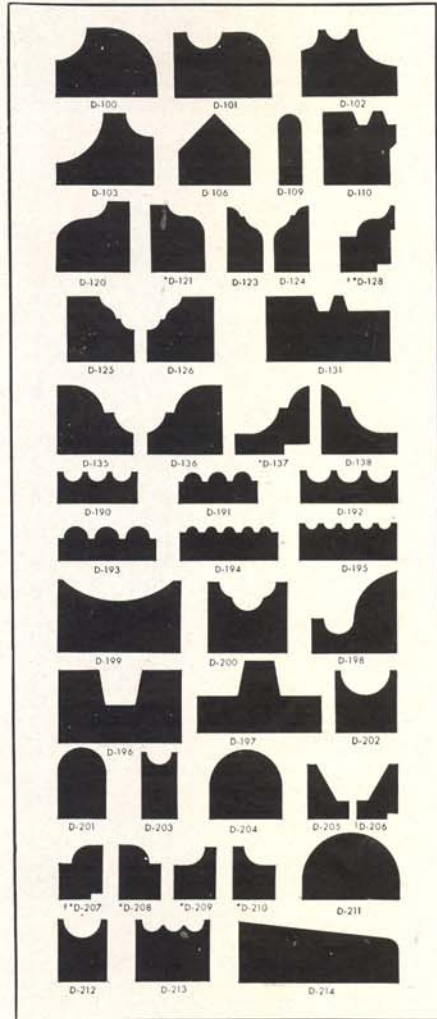 D-100 D-101 D-102
D-103 D-106 D-109 D-110
D-120 *D-121 D-123 D-124 †*D-128
D-125 D-126 D-131
D-135 D-136 *D-137 D-138
D-190 D-191 D-192
D-193 D-194 D-195
D-199 D-200 D-198
D-196 D-197 D-202
D-201 D-203 D-204 D-205 D-206
†*D-207 *D-208 *D-209 *D-210 D-211
D-212 D-213 D-214